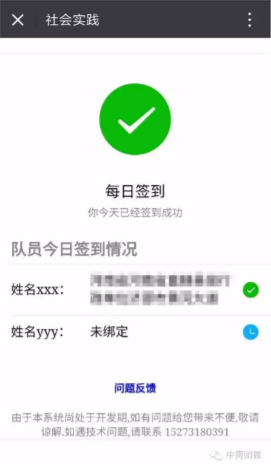 社会实践
每日签到
你今天已经签到成功
队员今日签到情况
姓名xxx:
姓名yyy: 未绑定
问题反馈
由于本系统尚处于开发期,如有问题给您带来不便,敬请
谅解.如遇技术问题,请联系 15273180391
中南团微